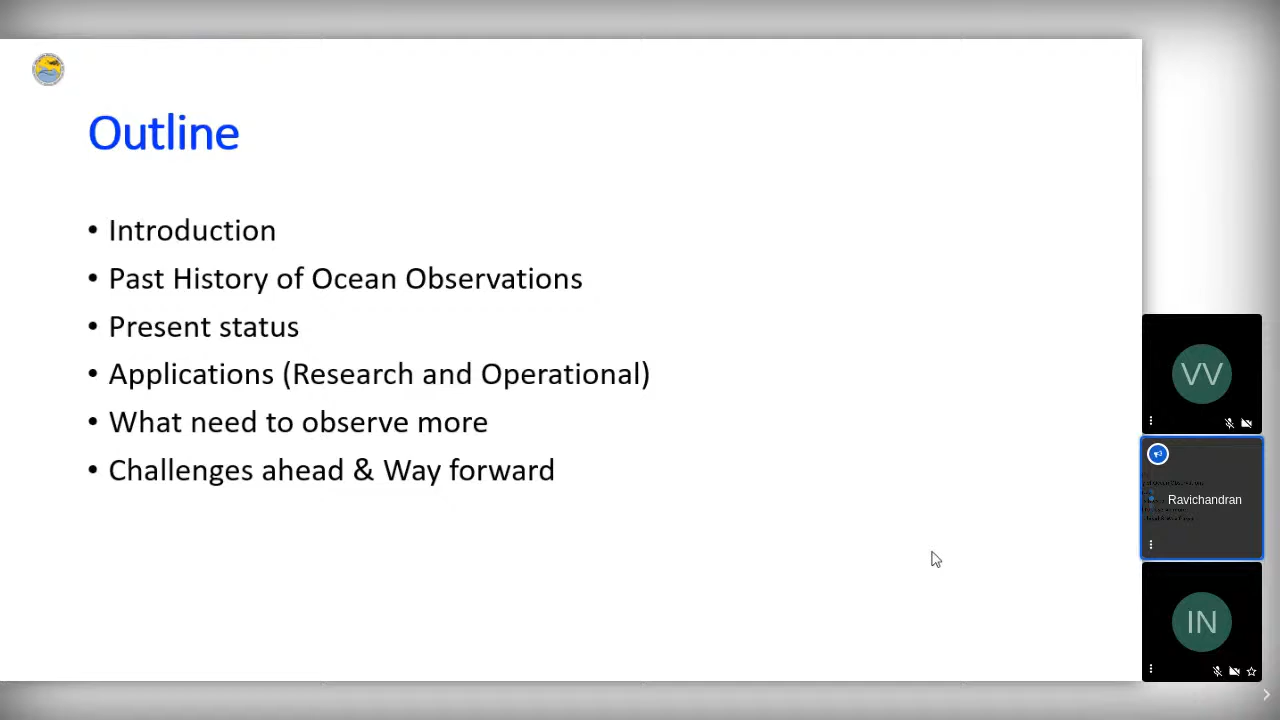 Outline
• Introduction
• Past History of Ocean Observations
• Present status
• Applications (Research and Operational)
• What need to observe more
• Challenges ahead & Way forward
VV
Ravichandran
IN